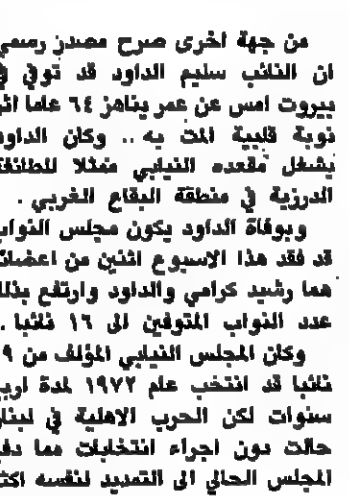 من جهة اخرى صرح مصدر رسمي
ان النائب سليم الداود قد توفي في
بيروت امس عن عمر يناهز ٦٤ عاما اثر
نوبة قلبية المت به .. وكان الداود
يشغل مقعده النيابي ممثلا للطائفة
الدرزية في منطقة البقاع الغربي .
وبوفاة الداود يكون مجلس النواب
قد فقد هذا الاسبوع اثنين من اعضائه
هما رشيد كرامي والداود وارتفع بذلك
عدد النواب المتوفين الى ١٦ نائبا .
وكان المجلس النيابي المؤلف من ٩
نائبا قد انتخب عام ١٩٧٢ لمدة اربع
سنوات لكن الحرب الاهلية في لبنان
حالت دون اجراء انتخابات مما دفع
المجلس الحالي الى التمديد لنفسه اكثر